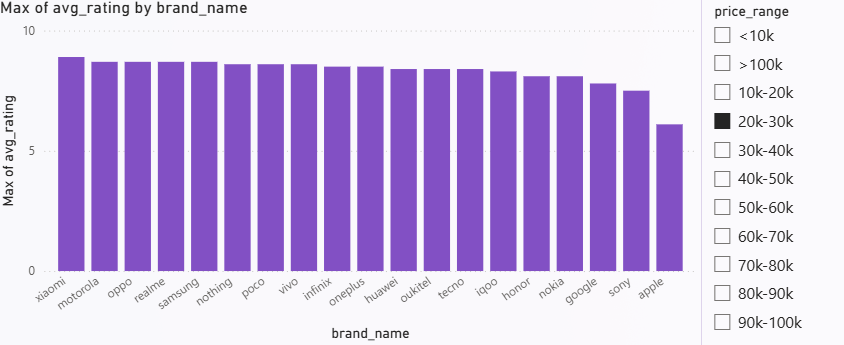 Max of avg_rating by brand_name
10
5
0
Max of avg_rating
xiaomi
motorola
oppo
realme
samsung
nothing
poco
vivo
infinix
oneplus
huawei
oukitel
tecno
iqoo
honor
nokia
google
sony
apple
brand_name
price_range
<10k
>100k
10k-20k
20k-30k
30k-40k
40k-50k
50k-60k
60k-70k
70k-80k
80k-90k
90k-100k